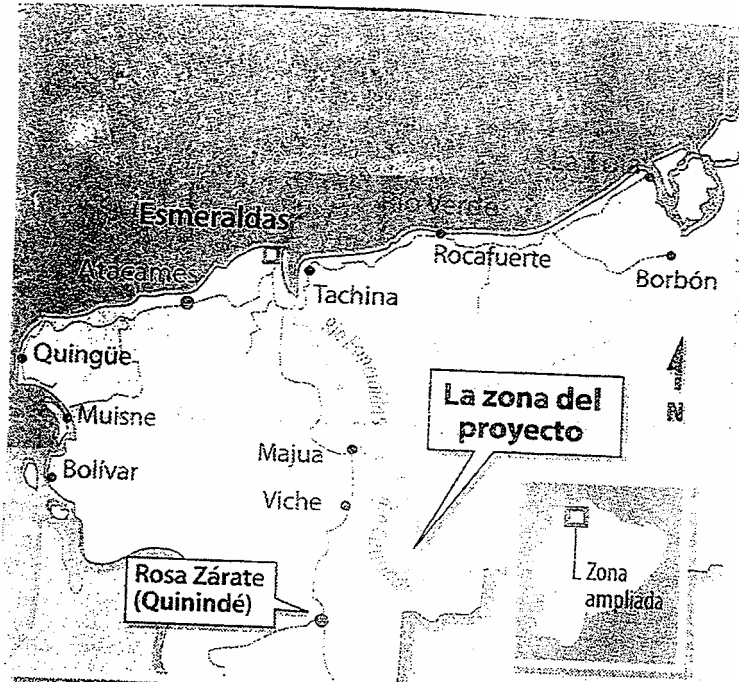 Esmeraldas
Río Verde
Rocafuerte
Borbón
Atacames
Tachina
Quingüe
La zona del
proyecto
N
Muisne
Majua
Bolívar
Viche
Zona
ampliada
Rosa Zárate
(Quinindé)